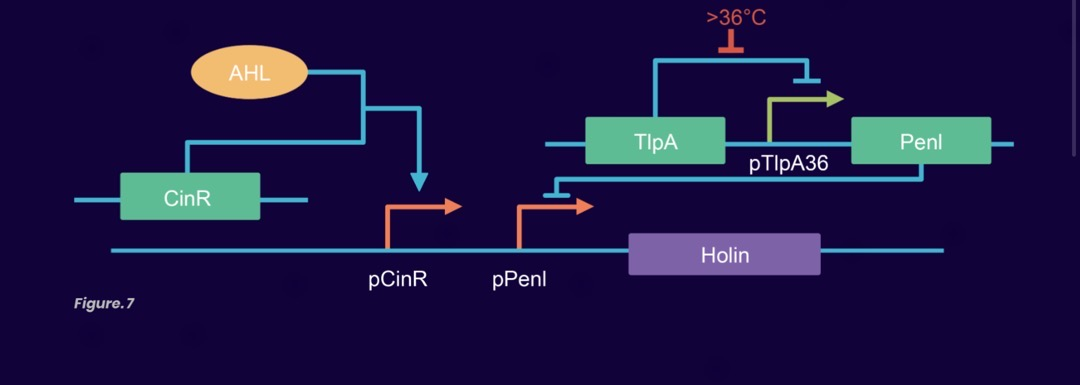 >36°C
AHL
TlpA
PenI
pTlpA36
CinR
Holin
pCinR
pPenI
Figure.7